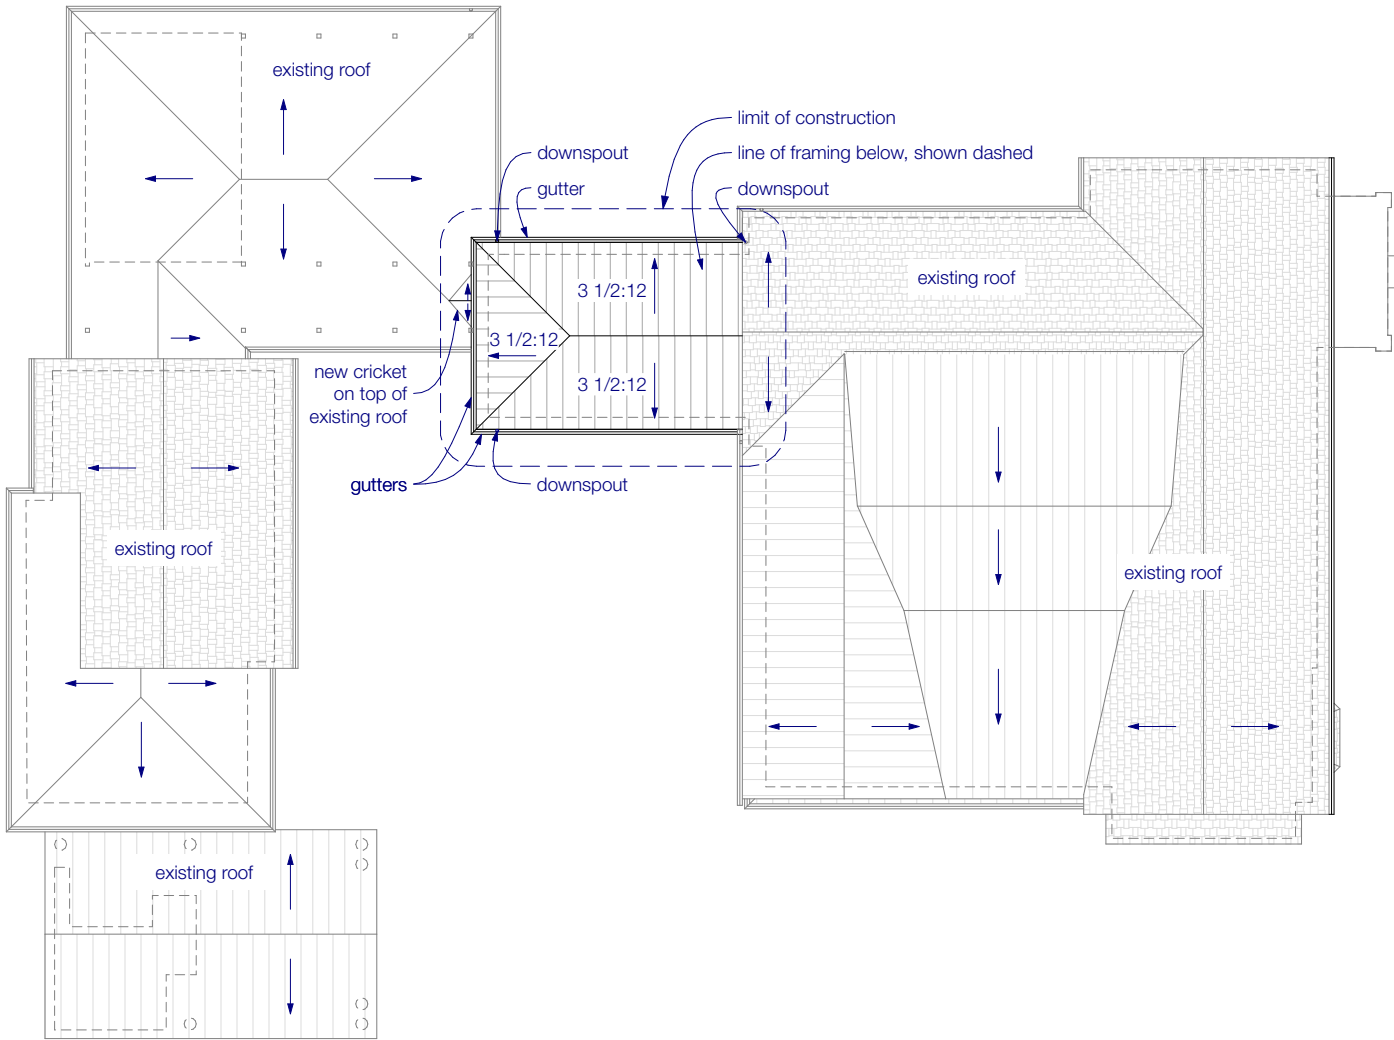 existing roof
limit of construction
downspout
line of framing below, shown dashed
gutter
downspout
existing roof
3 1/2:12
3 1/2:12
new cricket
on top of
existing roof
3 1/2:12
gutters
downspout
existing roof
existing roof
existing roof